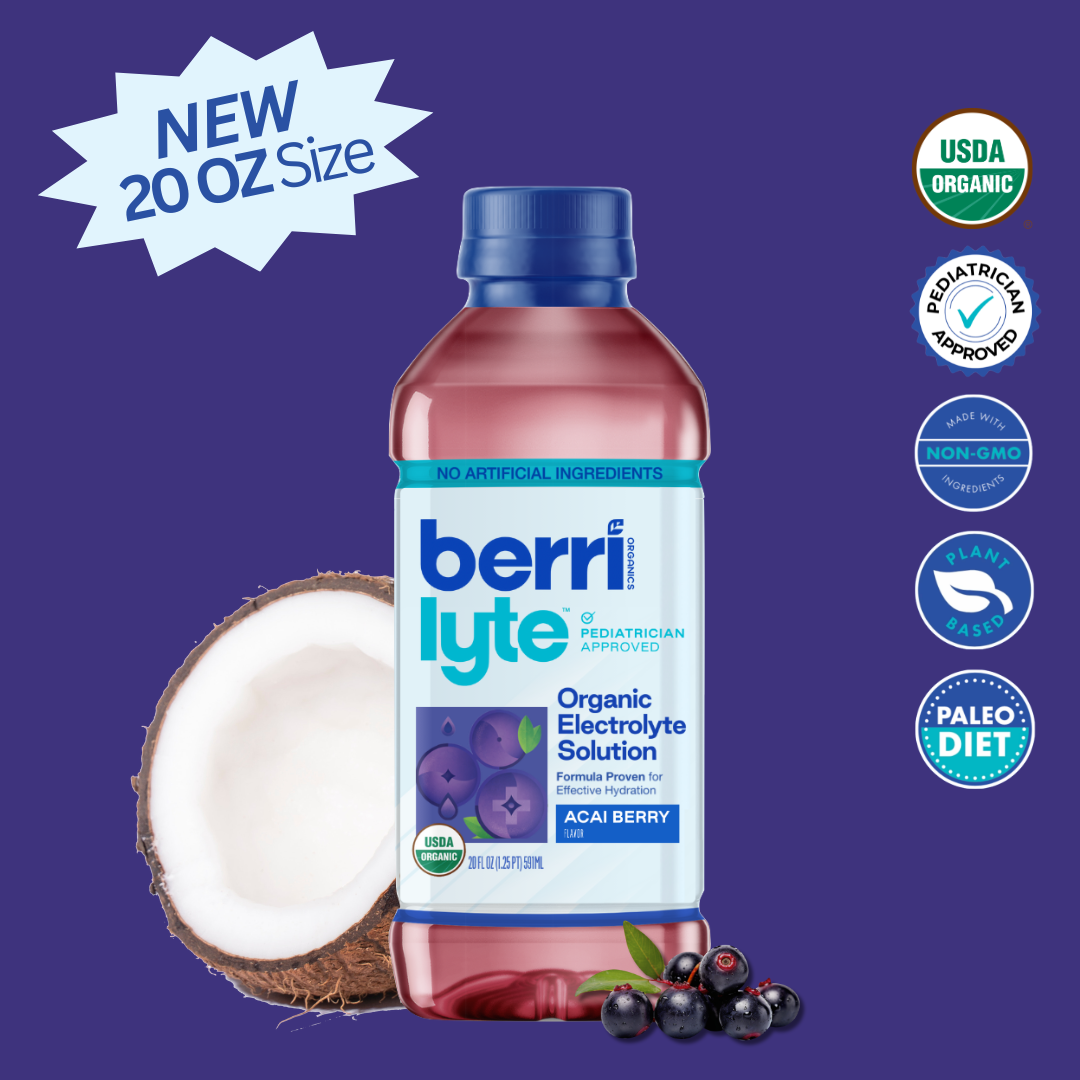 NEW
20 OZ Size
USDA
ORGANIC
®
PEDIATRICIAN
APPROVED
MADE WITH
NON-GMO
INGREDIENTS
PLANT
BASED
PALEO
DIET
NO ARTIFICIAL INGREDIENTS
berri
ORGANICS
lyte™
PEDIATRICIAN
APPROVED
Organic
Electrolyte
Solution
Formula Proven for
Effective Hydration
ACAI BERRY
FLAVOR
USDA
ORGANIC
20 FL OZ (1.25 PT) 591ML